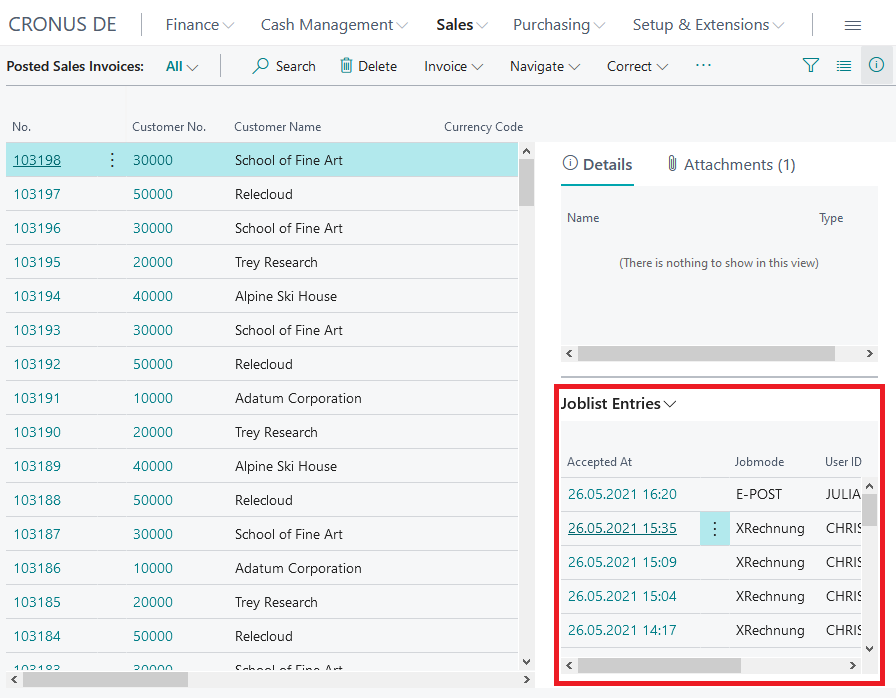 CRONUS DE Finance Cash Management Sales Purchasing Setup & Extensions
Posted Sales Invoices: All Search Delete Invoice Navigate Correct ...
No. Customer No. Customer Name Currency Code
103198 30000 School of Fine Art
103197 50000 Relecloud
103196 30000 School of Fine Art
103195 20000 Trey Research
103194 40000 Alpine Ski House
103193 30000 School of Fine Art
103192 50000 Relecloud
103191 10000 Adatum Corporation
103190 20000 Trey Research
103189 40000 Alpine Ski House
103188 50000 Relecloud
103187 30000 School of Fine Art
103186 10000 Adatum Corporation
103185 20000 Trey Research
103184 50000 Relecloud
103183 30000 School of Fine Art
Details Attachments (1)
Name Type
(There is nothing to show in this view)
Joblist Entries
Accepted At Jobmode User ID
26.05.2021 16:20 E-POST JULIA
26.05.2021 15:35 XRechnung CHRIS
26.05.2021 15:09 XRechnung CHRIS
26.05.2021 15:04 XRechnung CHRIS
26.05.2021 14:17 XRechnung CHRIS